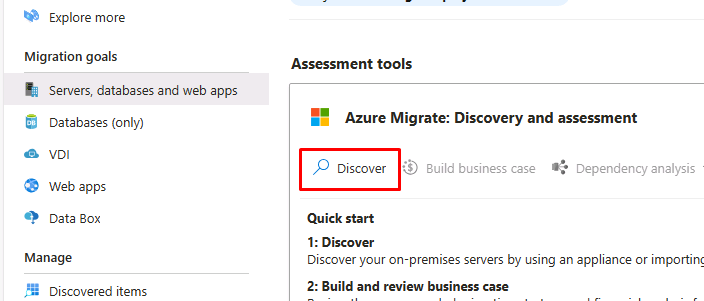 Explore more
Migration goals
Servers, databases and web apps
Databases (only)
VDI
Web apps
Data Box
Manage
Discovered items
Assessment tools
Azure Migrate: Discovery and assessment
Discover
Build business case
Dependency analysis
Quick start
1: Discover
Discover your on-premises servers by using an appliance or importing
2: Build and review business case